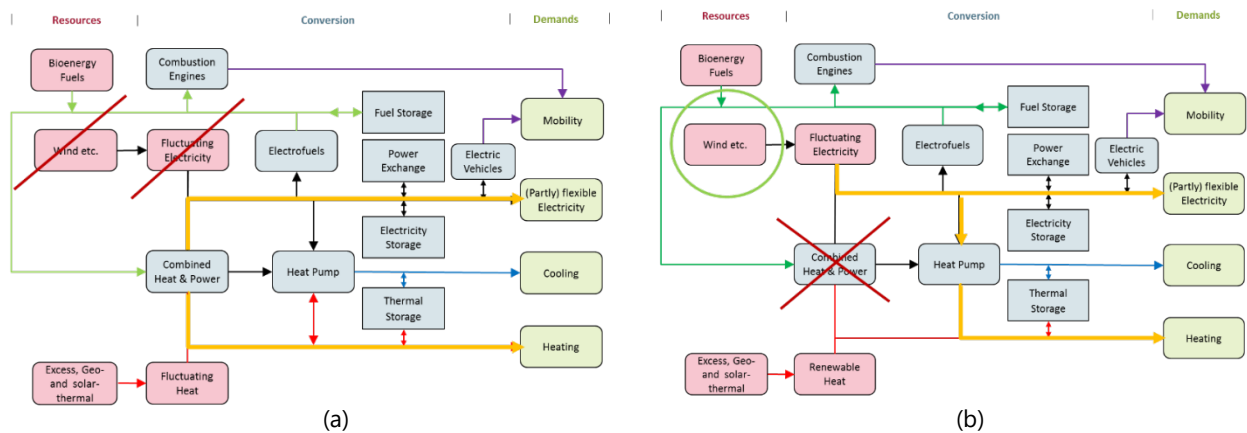 Resources
Conversion
Demands
Bioenergy
Fuels
Combustion
Engines
Fuel Storage
Mobility
Wind etc.
Fluctuating
Electricity
Electrofuels
Power
Exchange
Electric
Vehicles
(Partly) flexible
Electricity
Electricity
Storage
Combined
Heat & Power
Heat Pump
Cooling
Thermal
Storage
Heating
Excess, Geo-
and solar-
thermal
Fluctuating
Heat
(a)
Resources
Conversion
Demands
Bioenergy
Fuels
Combustion
Engines
Fuel Storage
Mobility
Wind etc.
Fluctuating
Electricity
Electrofuels
Power
Exchange
Electric
Vehicles
(Partly) flexible
Electricity
Electricity
Storage
Combined
Heat & Power
Heat Pump
Cooling
Thermal
Storage
Heating
Excess, Geo-
and solar-
thermal
Renewable
Heat
(b)